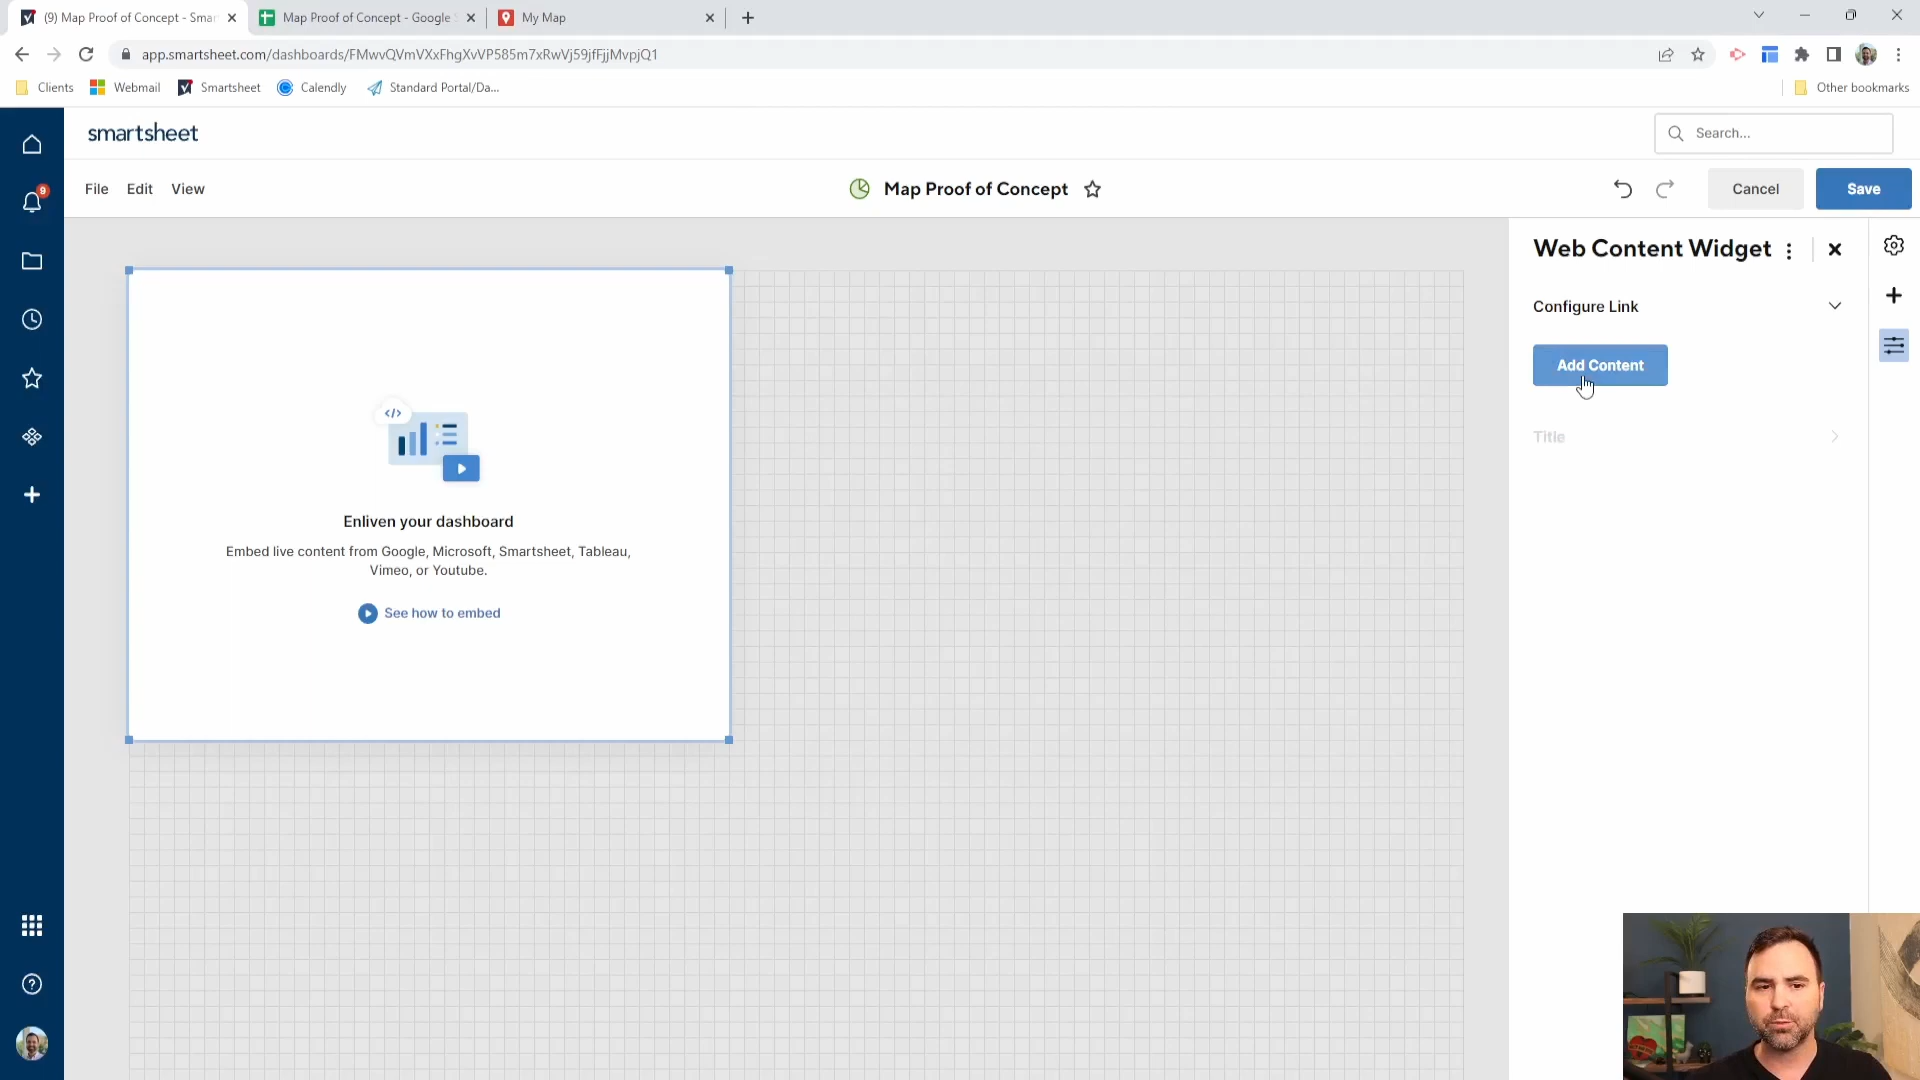 (9) Map Proof of Concept - Smar
Map Proof of Concept - Google S
My Map
app.smartsheet.com/dashboards/FMwvQVmVXxFhgXvVP585m7xRwVj59jfFjjMvpjQ1
Clients
Webmail
Smartsheet
Calendly
Standard Portal/Da...
Other bookmarks
smartsheet
Search...
9
File
Edit
View
Map Proof of Concept
Cancel
Save
Web Content Widget
Configure Link
Add Content
Title
</>
Enliven your dashboard
Embed live content from Google, Microsoft, Smartsheet, Tableau,
Vimeo, or Youtube.
See how to embed